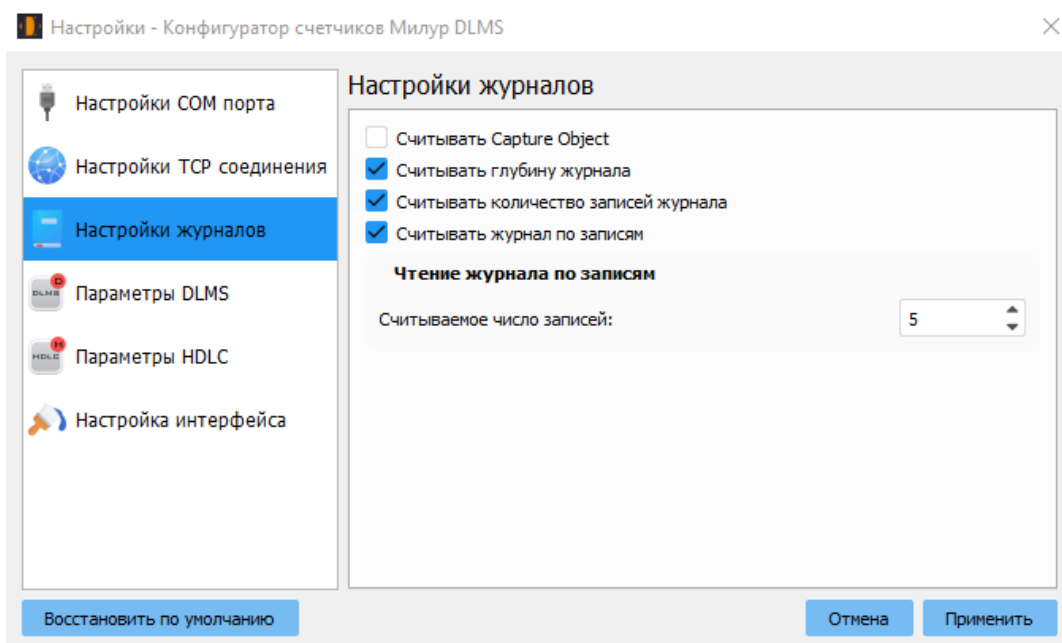 Настройки - Конфигуратор счетчиков Милур DLMS
Настройки COM порта
Настройки TCP соединения
Настройки журналов
DLMS
D
Параметры DLMS
HDLC
H
Параметры HDLC
Настройка интерфейса
Настройки журналов
Считывать Capture Object
Считывать глубину журнала
Считывать количество записей журнала
Считывать журнал по записям
Чтение журнала по записям
Считываемое число записей: 5
Восстановить по умолчанию
Отмена
Применить